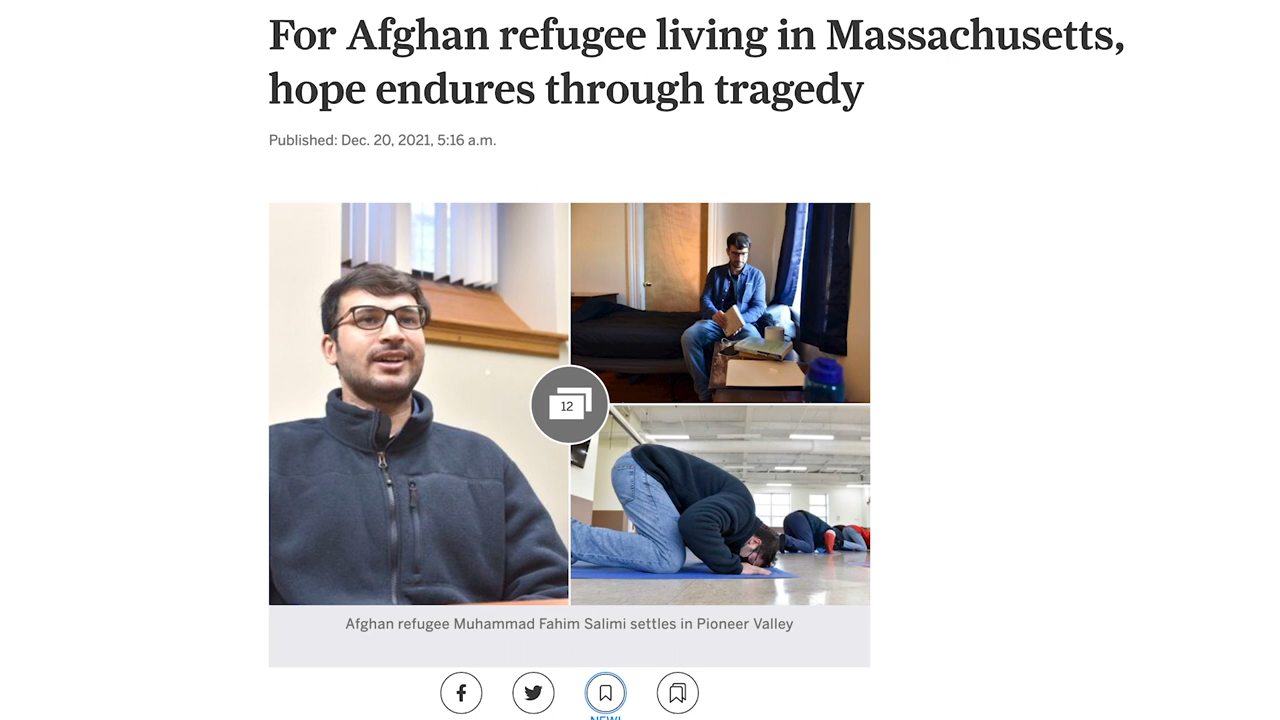 For Afghan refugee living in Massachusetts,
hope endures through tragedy
Published: Dec. 20, 2021, 5:16 a.m.
12
Afghan refugee Muhammad Fahim Salimi settles in Pioneer Valley
NEW!